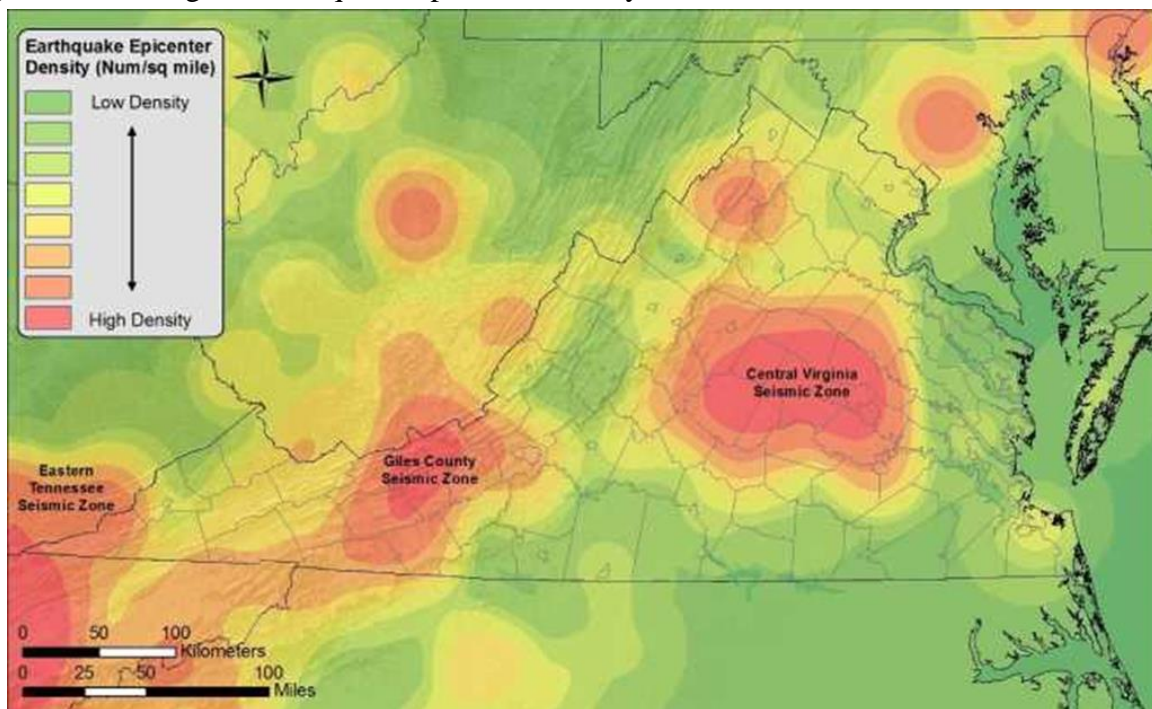 Earthquake Epicenter
Density (Num/sq mile)
Low Density
High Density
N
Central Virginia
Seismic Zone
Giles County
Seismic Zone
Eastern
Tennessee
Seismic Zone
0 50 100
Kilometers
0 25 50 100
Miles